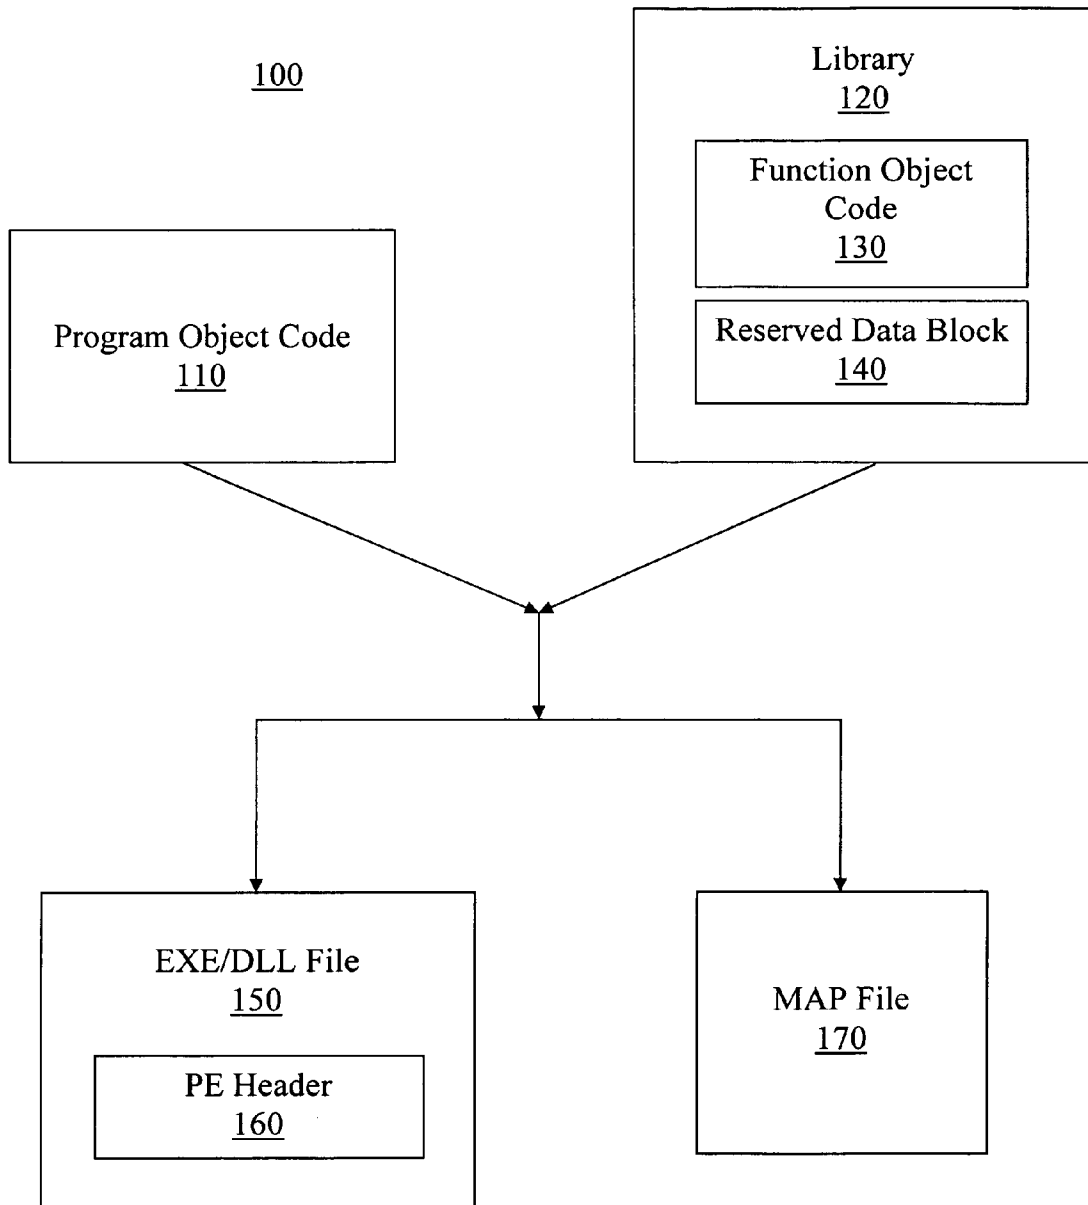 100
Library
120
Function Object
Code
130
Reserved Data Block
140
Program Object Code
110
EXE/DLL File
150
PE Header
160
MAP File
170